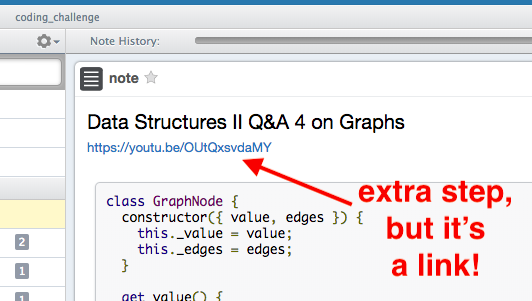 coding_challenge
Note History:
note
Data Structures II Q&A 4 on Graphs
https://youtu.be/OUtQxsvdaMY
extra step,
but it's
a link!
class GraphNode {
constructor({ value, edges }) {
this._value = value;
this._edges = edges;
}
get value() {
2
1
1